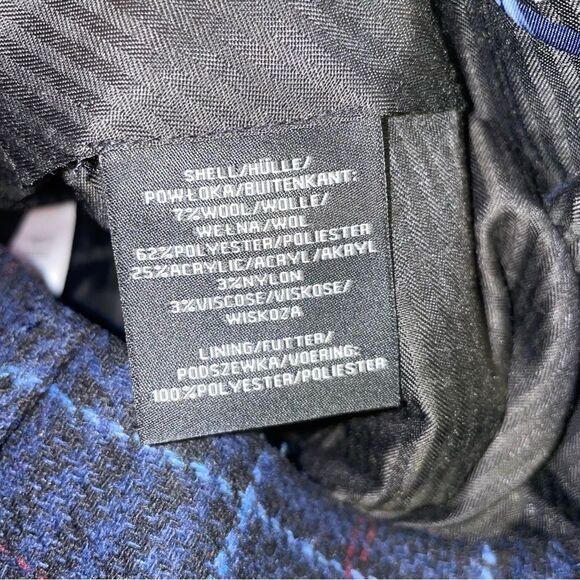 SHELL/HÜLLE/
POWŁOKA/BUITENKANT:
7%WOOL/WOLLE/
WEŁNA/WOL
62%POLYESTER/POLIESTER
25%ACRYLIC/ACRYL/AKRYL
3%NYLON
3%VISCOSE/VISKOSE/
WISKOZA
LINING/FUTTER/
PODSZEWKA/VOERING:
100%POLYESTER/POLIESTER